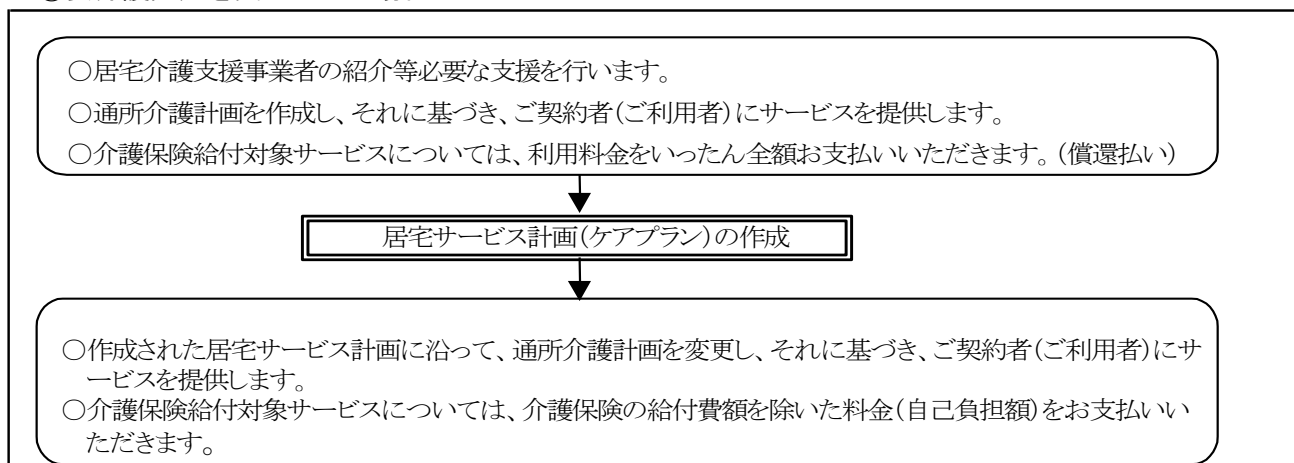 ○居宅介護支援事業者の紹介等必要な支援を行います。
○通所介護計画を作成し、それに基づき、ご契約者(ご利用者)にサービスを提供します。
○介護保険給付対象サービスについては、利用料金をいったん全額お支払いいただきます。(償還払い)
居宅サービス計画(ケアプラン)の作成
○作成された居宅サービス計画に沿って、通所介護計画を変更し、それに基づき、ご契約者(ご利用者)にサ
ービスを提供します。
○介護保険給付対象サービスについては、介護保険の給付費額を除いた料金(自己負担額)をお支払いい
ただきます。